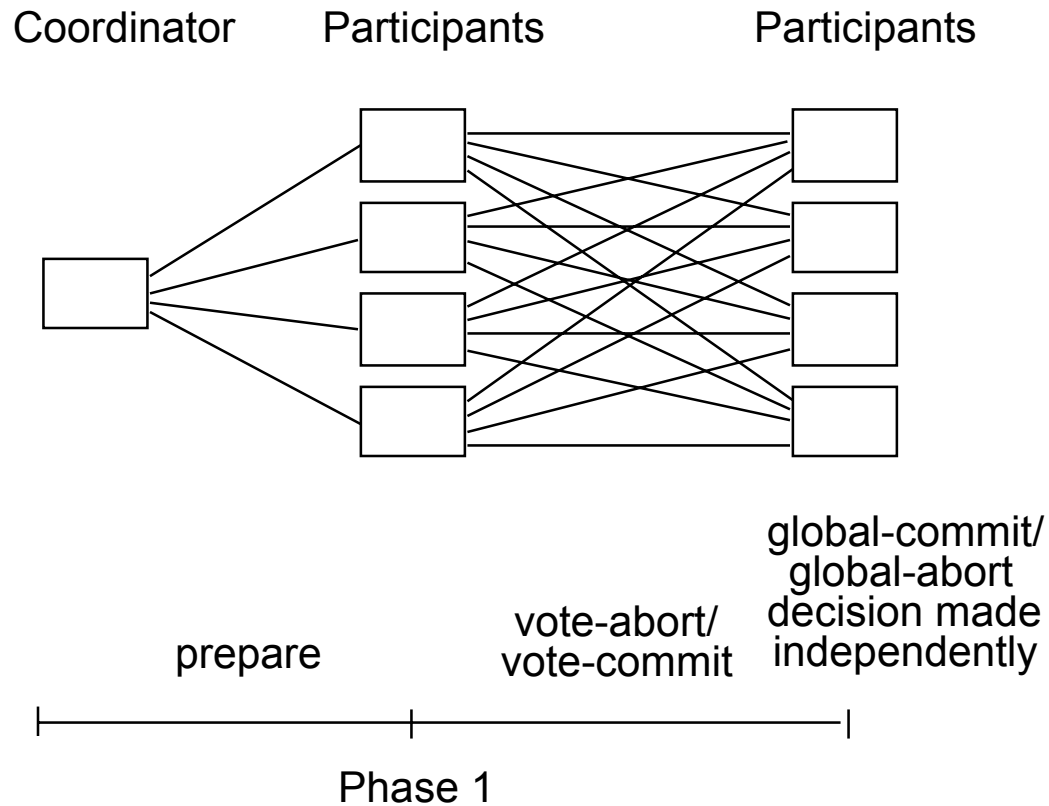 Coordinator
Participants
Participants
prepare
vote-abort/
vote-commit
global-commit/
global-abort
decision made
independently
Phase 1